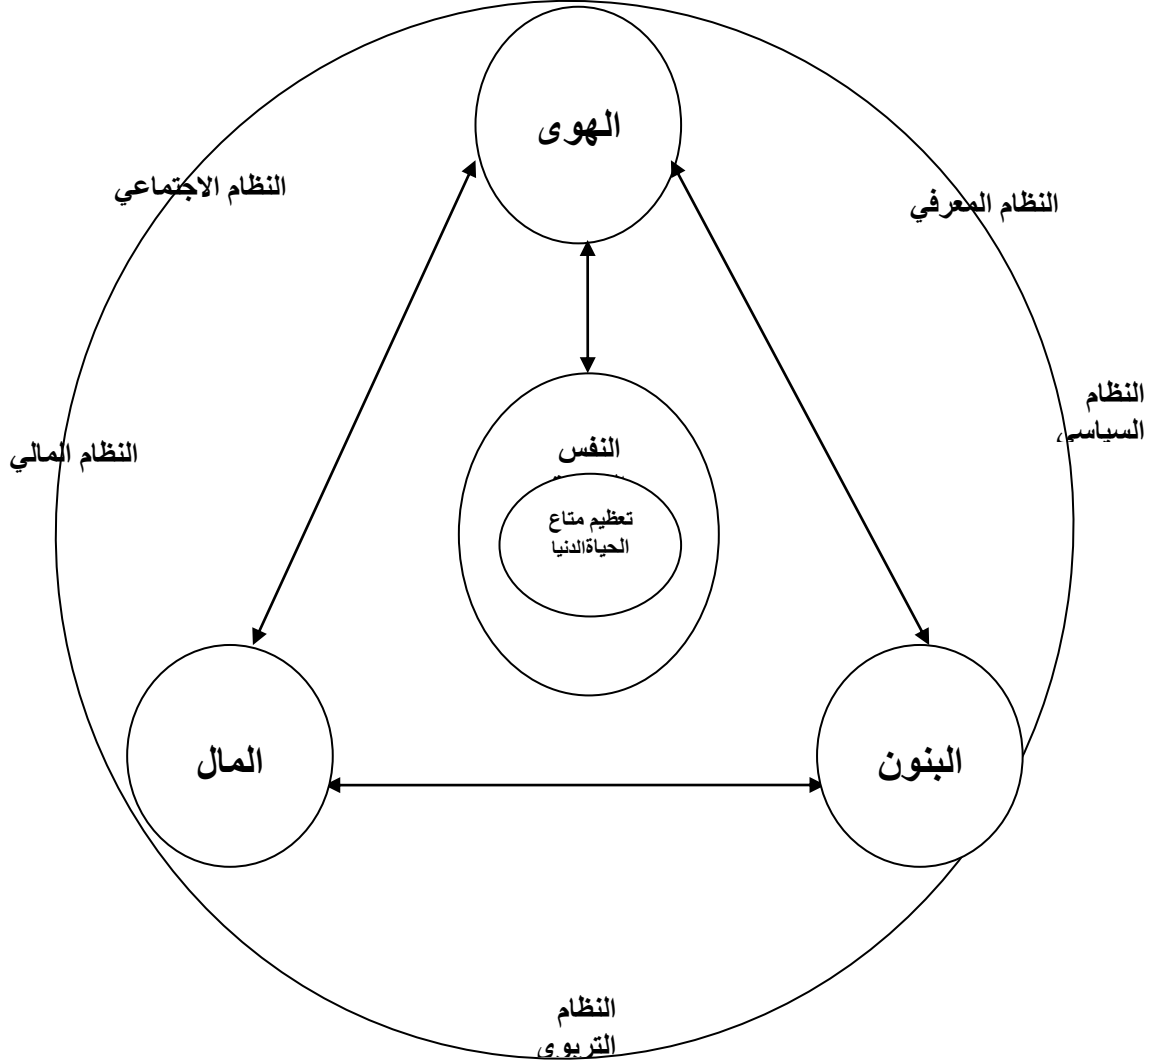 الهوى
النظام الاجتماعي
النظام المعرفي
النظام
السياسي
النظام المالي
النفس
تعظيم متاع
الحياةالدنيا
المال
البنون
النظام
التربوي